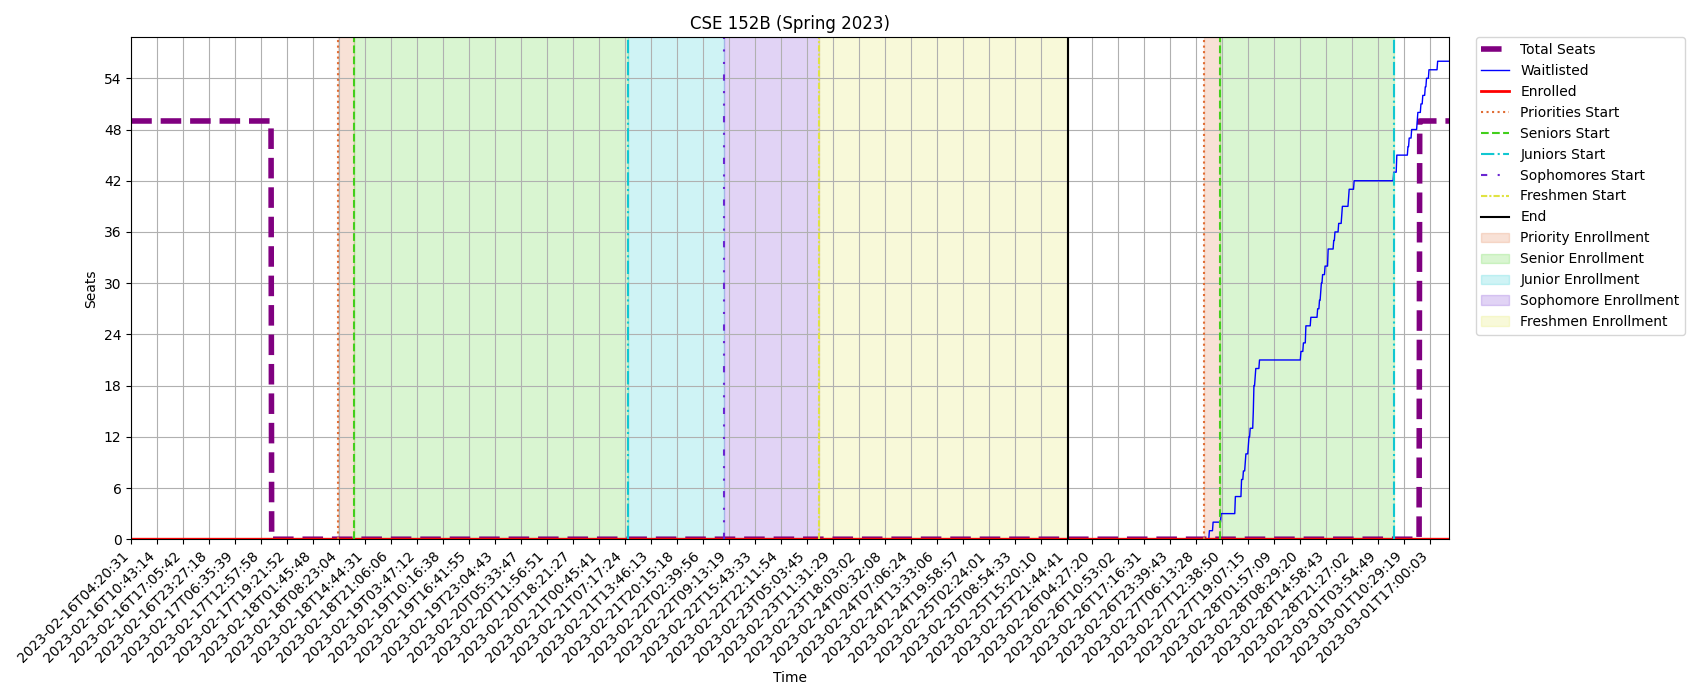 CSE 152B (Spring 2023)
Seats
54
48
42
36
30
24
18
12
6
0
2023-02-16T04:20:31
2023-02-16T10:43:14
2023-02-16T17:05:42
2023-02-16T23:27:18
2023-02-17T06:35:39
2023-02-17T12:57:58
2023-02-17T19:21:52
2023-02-18T01:45:48
2023-02-18T08:23:04
2023-02-18T14:44:31
2023-02-18T21:06:06
2023-02-19T03:47:12
2023-02-19T10:16:38
2023-02-19T16:41:55
2023-02-19T23:04:43
2023-02-20T05:33:47
2023-02-20T11:56:51
2023-02-20T18:21:27
2023-02-21T00:45:41
2023-02-21T07:17:24
2023-02-21T13:46:13
2023-02-21T20:15:18
2023-02-22T02:39:56
2023-02-22T09:13:19
2023-02-22T15:43:33
2023-02-22T22:11:54
2023-02-23T05:03:45
2023-02-23T11:31:29
2023-02-23T18:03:02
2023-02-24T00:32:08
2023-02-24T07:06:24
2023-02-24T13:33:06
2023-02-24T19:58:57
2023-02-25T02:24:01
2023-02-25T08:54:33
2023-02-25T15:20:10
2023-02-25T21:44:41
2023-02-26T04:27:20
2023-02-26T10:53:02
2023-02-26T17:16:31
2023-02-26T23:39:43
2023-02-27T06:13:28
2023-02-27T12:38:50
2023-02-27T19:07:15
2023-02-28T01:57:09
2023-02-28T08:29:20
2023-02-28T14:58:43
2023-02-28T21:27:02
2023-03-01T03:54:49
2023-03-01T10:29:19
2023-03-01T17:00:03
Time
Total Seats
Waitlisted
Enrolled
Priorities Start
Seniors Start
Juniors Start
Sophomores Start
Freshmen Start
End
Priority Enrollment
Senior Enrollment
Junior Enrollment
Sophomore Enrollment
Freshmen Enrollment